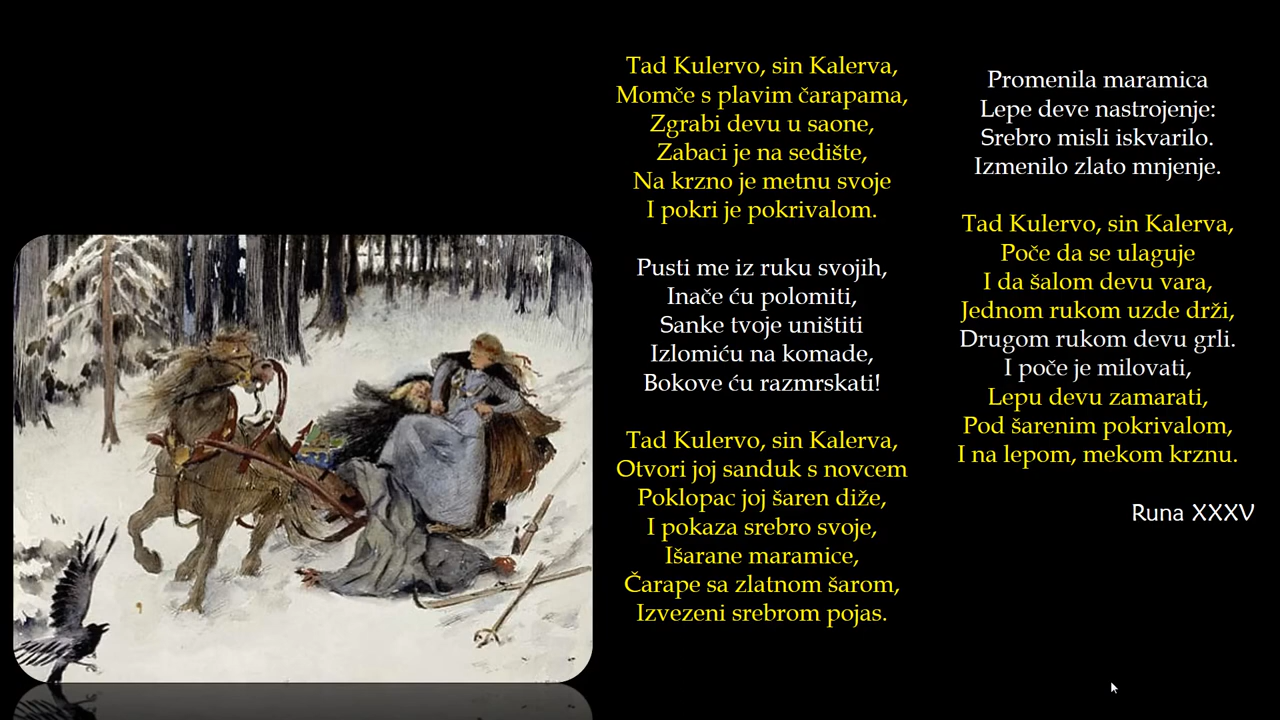 Tad Kulervo, sin Kalerva,
Momče s plavim čarapama,
Zgrabi devu u saone,
Zabaci je na sedište,
Na krzno je metnu svoje
I pokri je pokrivalom.
Pusti me iz ruku svojih,
Inače ću polomiti,
Sanke tvoje uništiti
Izlomiću na komade,
Bokove ću razmrskati!
Tad Kulervo, sin Kalerva,
Otvori joj sanduk s novcem
Poklopac joj šaren diže,
I pokaza srebro svoje,
Išarane maramice,
Čarape sa zlatnom šarom,
Izvezeni srebrom pojas.
Promenila maramica
Lepe deve nastrojenje:
Srebro misli iskvarilo.
Izmenilo zlato mnjenje.
Tad Kulervo, sin Kalerva,
Poče da se ulaguje
I da šalom devu vara,
Jednom rukom uzde drži,
Drugom rukom devu grli.
I poče je milovati,
Lepu devu zamarati,
Pod šarenim pokrivalom,
I na lepom, mekom krznu.
Runa XXXV